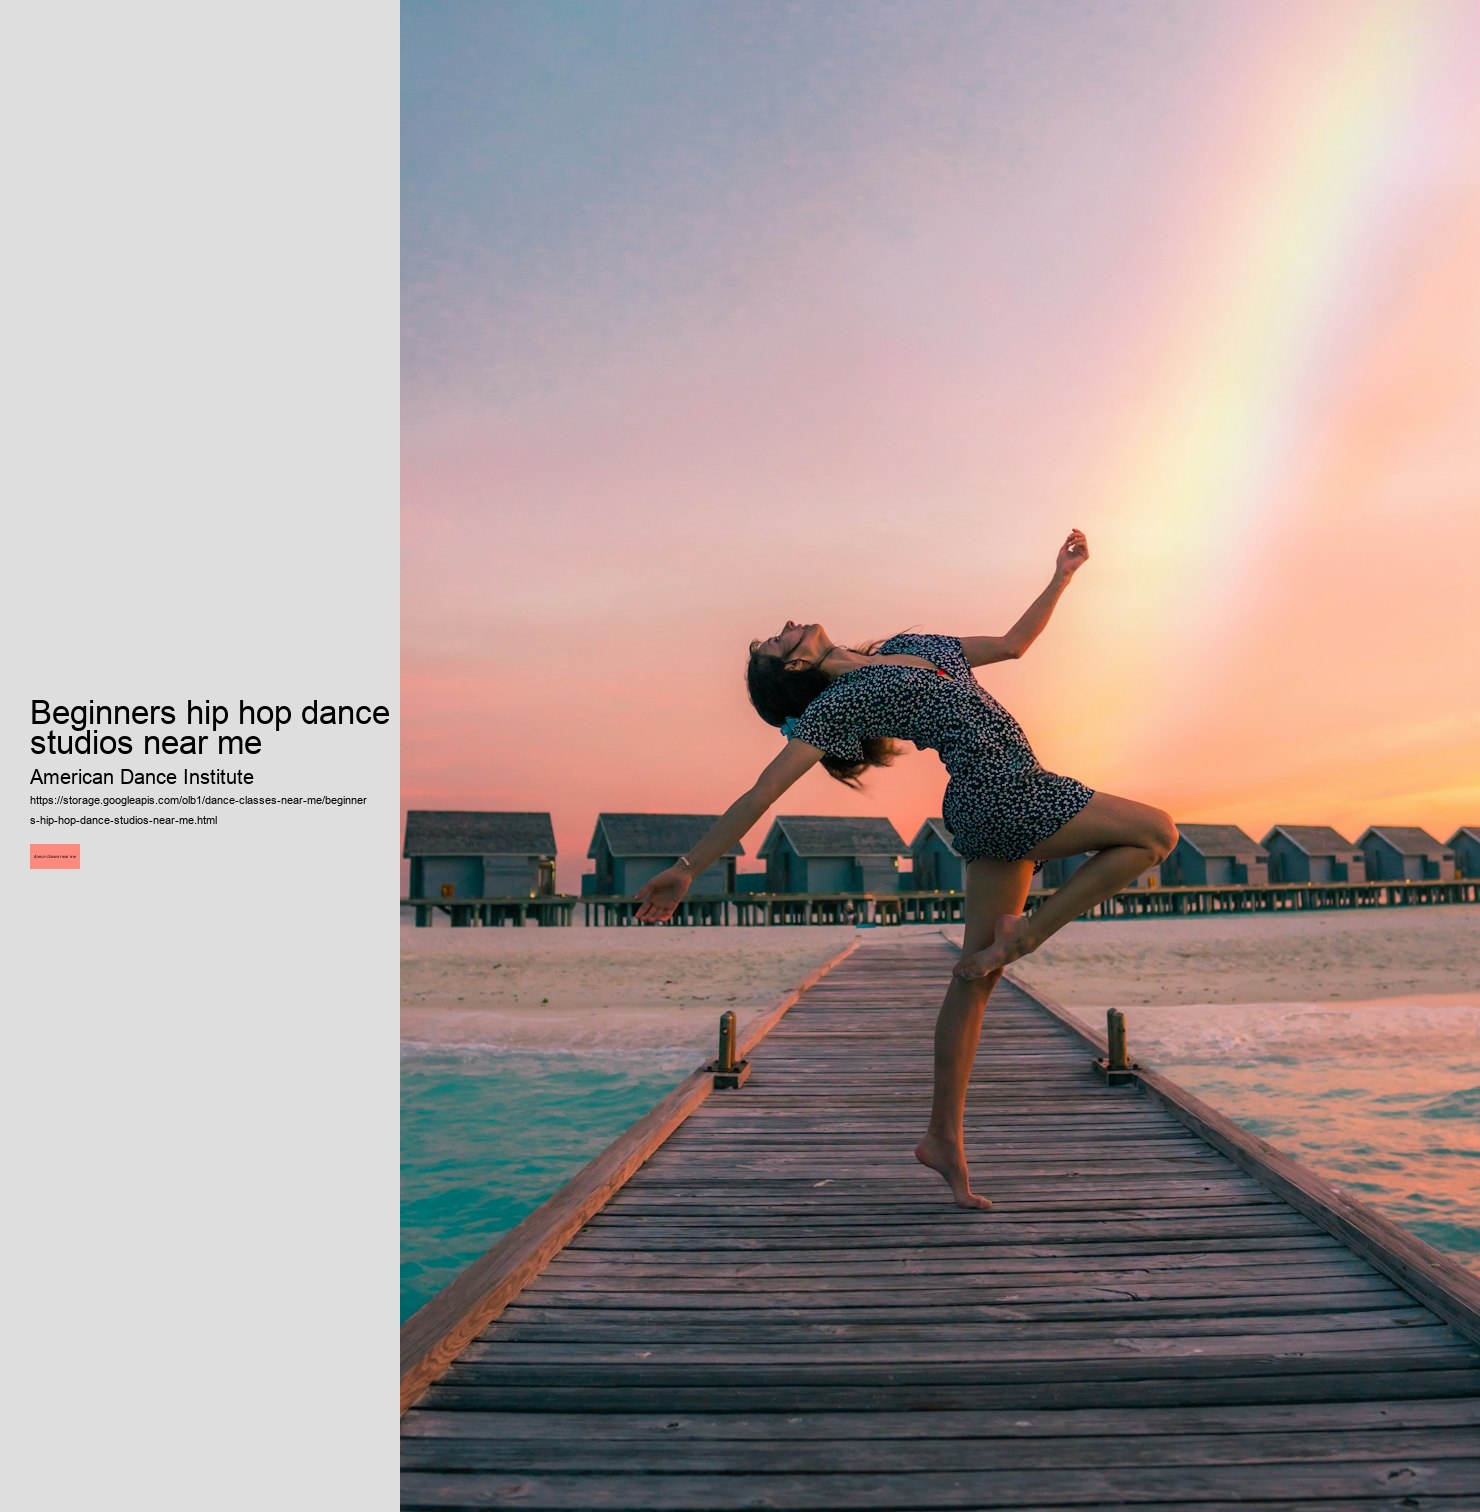 Beginners hip hop dance
studios near me
American Dance Institute
https://storage.googleapis.com/olb1/dance-classes-near-me/beginner
s-hip-hop-dance-studios-near-me.html
dance classes near me